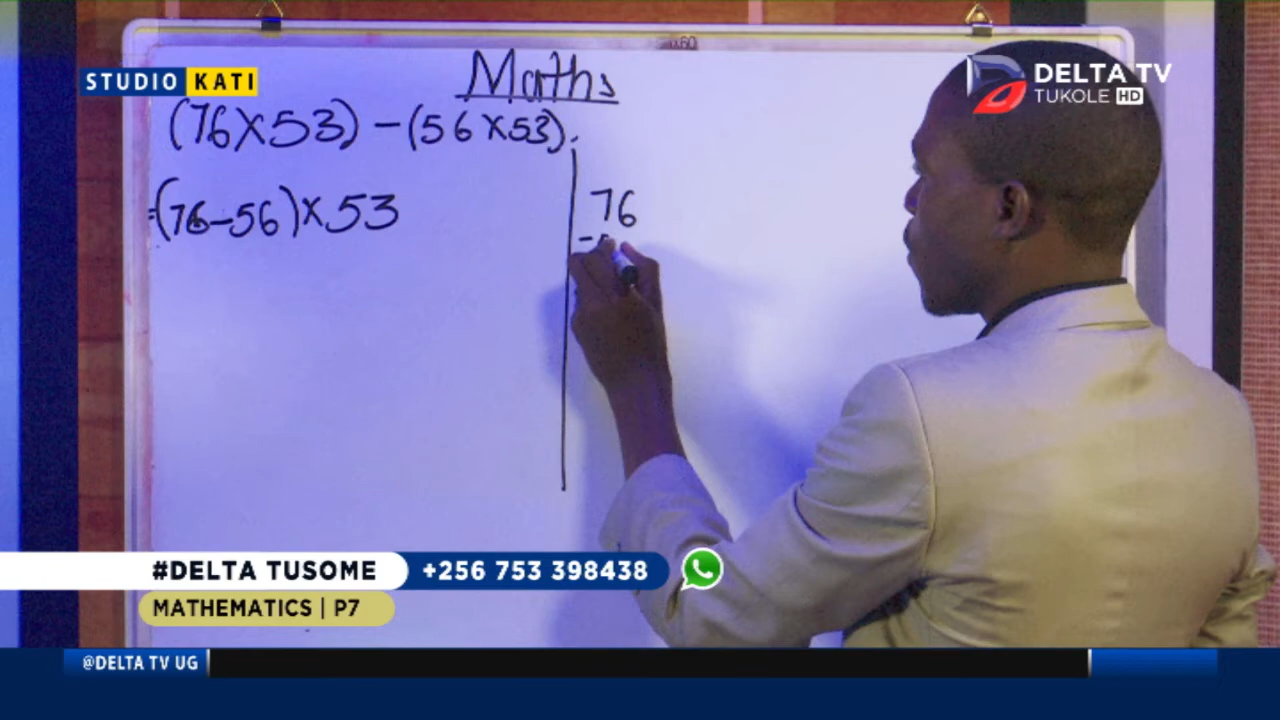 STUDIO KATI
DELTA TV
TUKOLE HD
Maths
(76X53) - (56X53).
=(76-56)X53
76
-5
#DELTA TUSOME
+256 753 398438
MATHEMATICS | P7
@DELTA TV UG